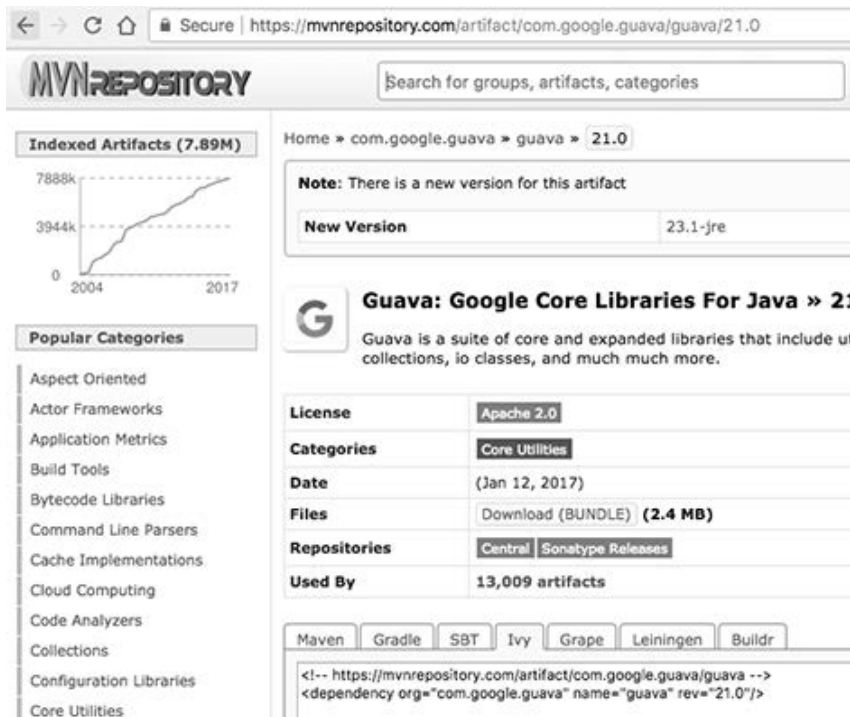 Secure | https://mvnrepository.com/artifact/com.google.guava/guava/21.0
MVNREPOSITORY
Search for groups, artifacts, categories
Indexed Artifacts (7.89M)
7888k
3944k
0
2004 2017
Popular Categories
Aspect Oriented
Actor Frameworks
Application Metrics
Build Tools
Bytecode Libraries
Command Line Parsers
Cache Implementations
Cloud Computing
Code Analyzers
Collections
Configuration Libraries
Core Utilities
Home » com.google.guava » guava » 21.0
Note: There is a new version for this artifact
New Version 23.1-jre
G
Guava: Google Core Libraries For Java » 21
Guava is a suite of core and expanded libraries that include ut
collections, io classes, and much much more.
License Apache 2.0
Categories Core Utilities
Date (Jan 12, 2017)
Files Download (BUNDLE) (2.4 MB)
Repositories Central Sonatype Releases
Used By 13,009 artifacts
Maven Gradle SBT Ivy Grape Leiningen Buildr
<!-- https://mvnrepository.com/artifact/com.google.guava/guava -->
<dependency org="com.google.guava" name="guava" rev="21.0"/>